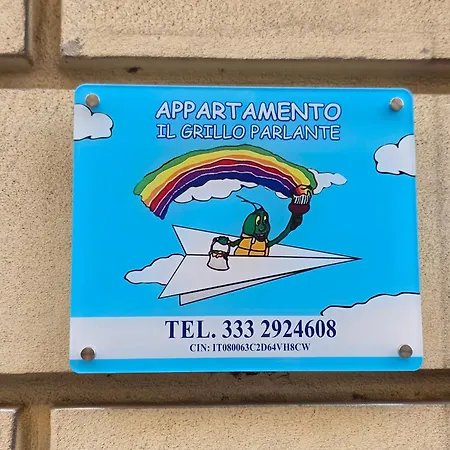 APPARTAMENTO
IL GRILLO PARLANTE
TEL. 333 2924608
CIN: IT080063C2D64VH8CW